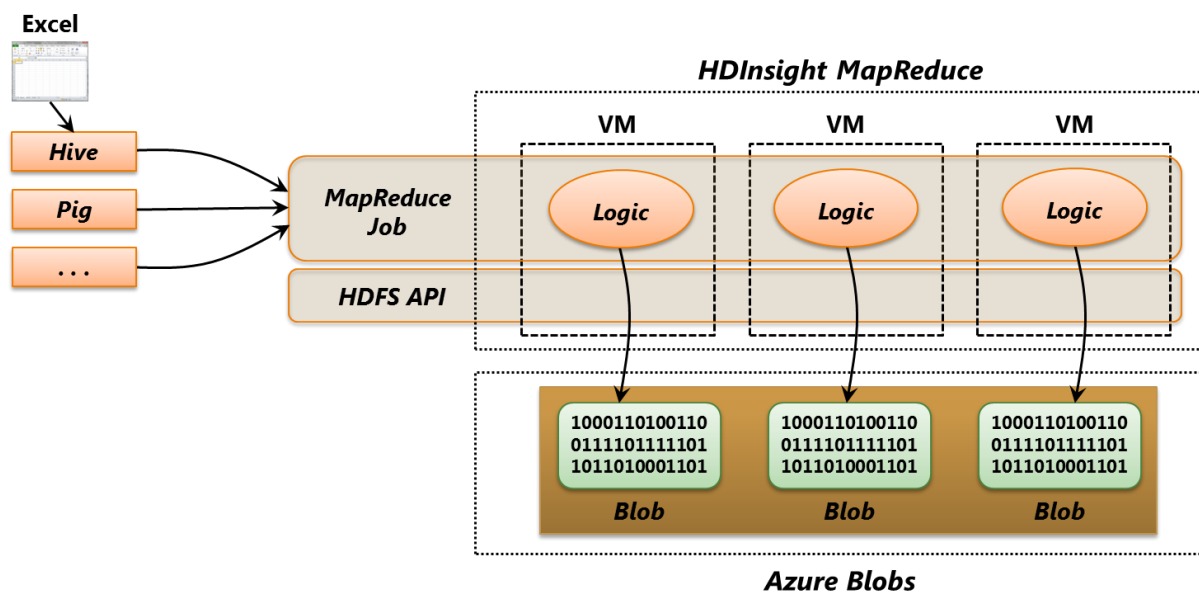 Excel
HDInsight MapReduce
VM
VM
VM
Hive
Pig
...
MapReduce
Job
Logic
Logic
Logic
HDFS API
1000110100110
0111101111101
1011010001101
Blob
1000110100110
0111101111101
1011010001101
Blob
1000110100110
0111101111101
1011010001101
Blob
Azure Blobs